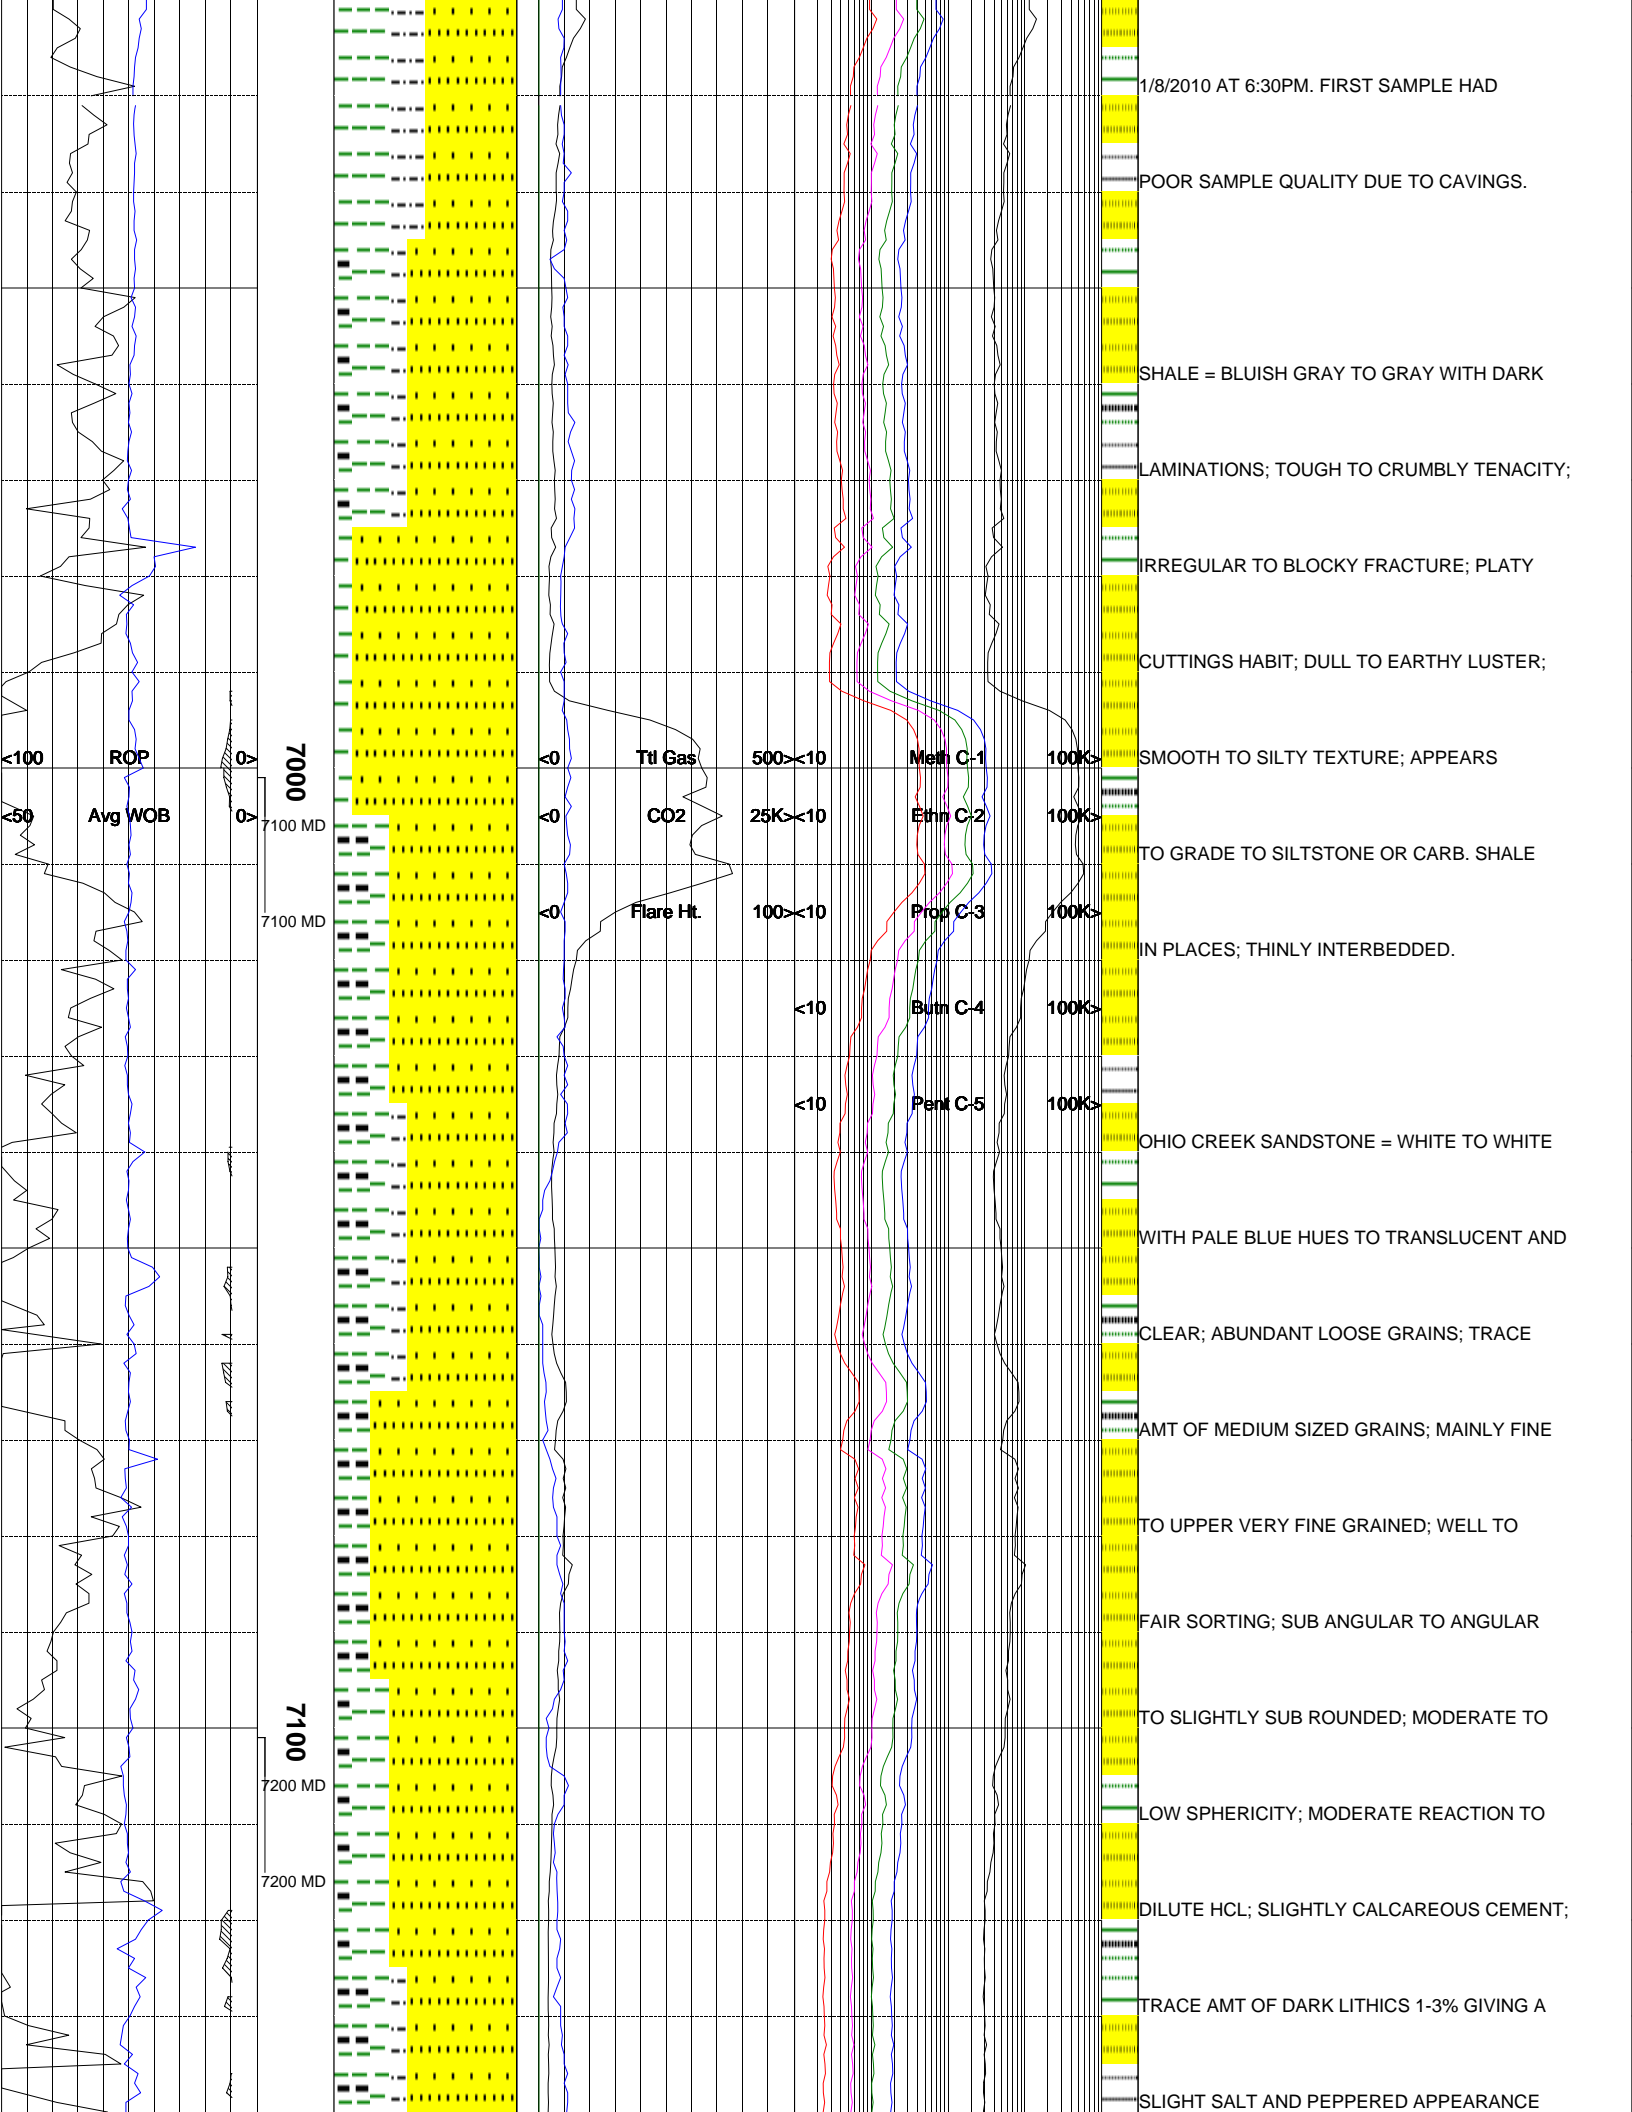 1/8/2010 AT 6:30PM. FIRST SAMPLE HAD
POOR SAMPLE QUALITY DUE TO CAVINGS.
SHALE = BLUISH GRAY TO GRAY WITH DARK
LAMINATIONS; TOUGH TO CRUMBLY TENACITY;
IRREGULAR TO BLOCKY FRACTURE; PLATY
CUTTINGS HABIT; DULL TO EARTHY LUSTER;
<100 ROP 0> 7000 <0 Ttl Gas 500> <10 Meth C-1 100K> SMOOTH TO SILTY TEXTURE; APPEARS
<50 Avg WOB 0> <0 CO2 25K> <10 Ethn C-2 100K>
7100 MD
TO GRADE TO SILTSTONE OR CARB. SHALE
<0 Flare Ht. 100> <10 Prop C-3 100K>
7100 MD
IN PLACES; THINLY INTERBEDDED.
<10 Butn C-4 100K>
<10 Pent C-5 100K>
OHIO CREEK SANDSTONE = WHITE TO WHITE
WITH PALE BLUE HUES TO TRANSLUCENT AND
CLEAR; ABUNDANT LOOSE GRAINS; TRACE
AMT OF MEDIUM SIZED GRAINS; MAINLY FINE
TO UPPER VERY FINE GRAINED; WELL TO
FAIR SORTING; SUB ANGULAR TO ANGULAR
7100 TO SLIGHTLY SUB ROUNDED; MODERATE TO
7200 MD
LOW SPHERICITY; MODERATE REACTION TO
7200 MD
DILUTE HCL; SLIGHTLY CALCAREOUS CEMENT;
TRACE AMT OF DARK LITHICS 1-3% GIVING A
SLIGHT SALT AND PEPPERED APPEARANCE